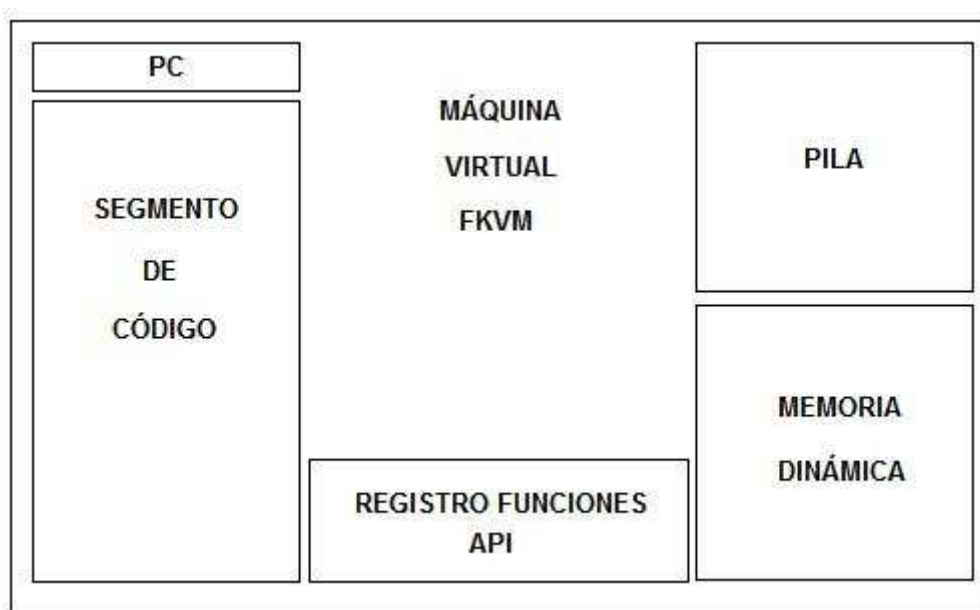 PC
SEGMENTO
DE
CÓDIGO
MÁQUINA
VIRTUAL
FKVM
REGISTRO FUNCIONES
API
PILA
MEMORIA
DINÁMICA